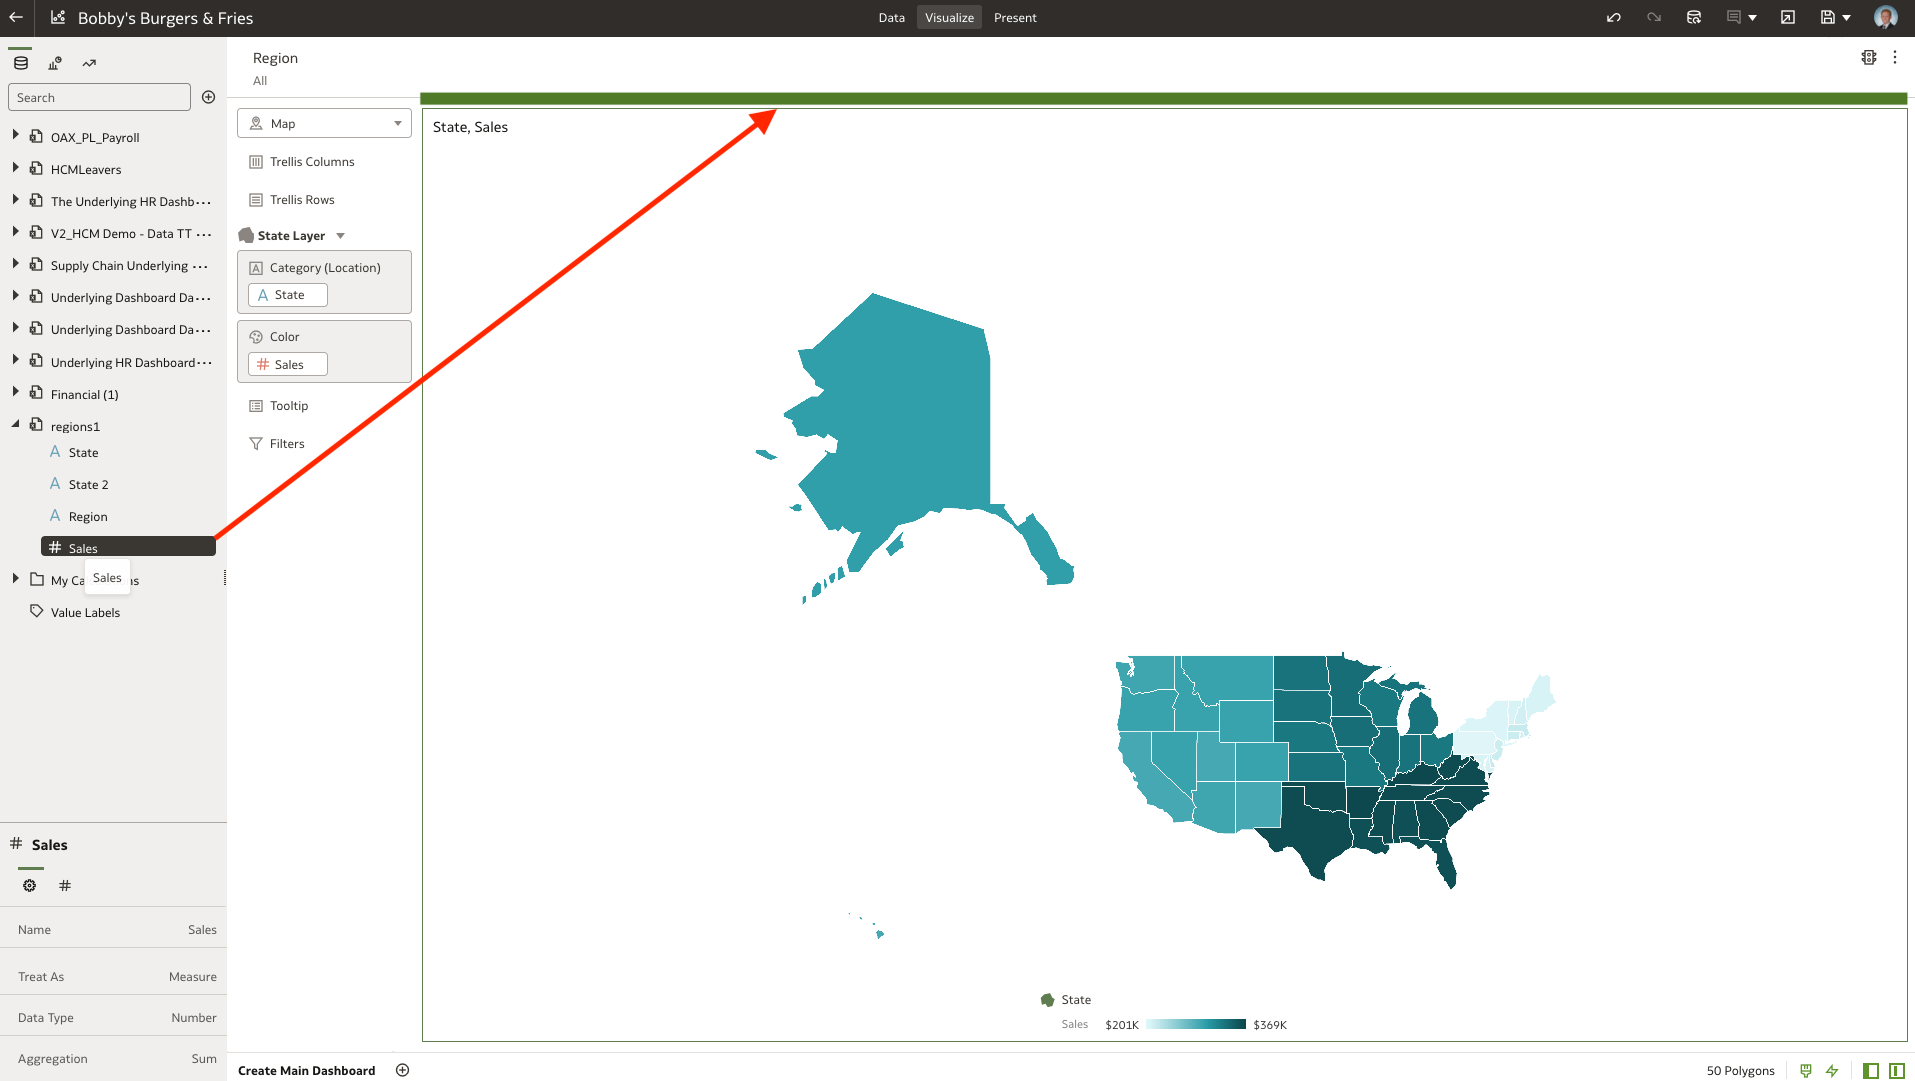 Bobby's Burgers & Fries
Data
Visualize
Present
Search
OAX_PL_Payroll
HCMLeavers
The Underlying HR Dashb...
V2_HCM Demo - Data TT ...
Supply Chain Underlying ...
Underlying Dashboard Da...
Underlying Dashboard Da...
Underlying HR Dashboard...
Financial (1)
regions1
A State
A State 2
A Region
# Sales
My Ca
ns
Sales
Value Labels
# Sales
#
Name Sales
Treat As Measure
Data Type Number
Aggregation Sum
Region
All
Map
Trellis Columns
Trellis Rows
State Layer
A Category (Location)
A State
Color
# Sales
Tooltip
Filters
State, Sales
State
Sales $201K $369K
Create Main Dashboard
50 Polygons